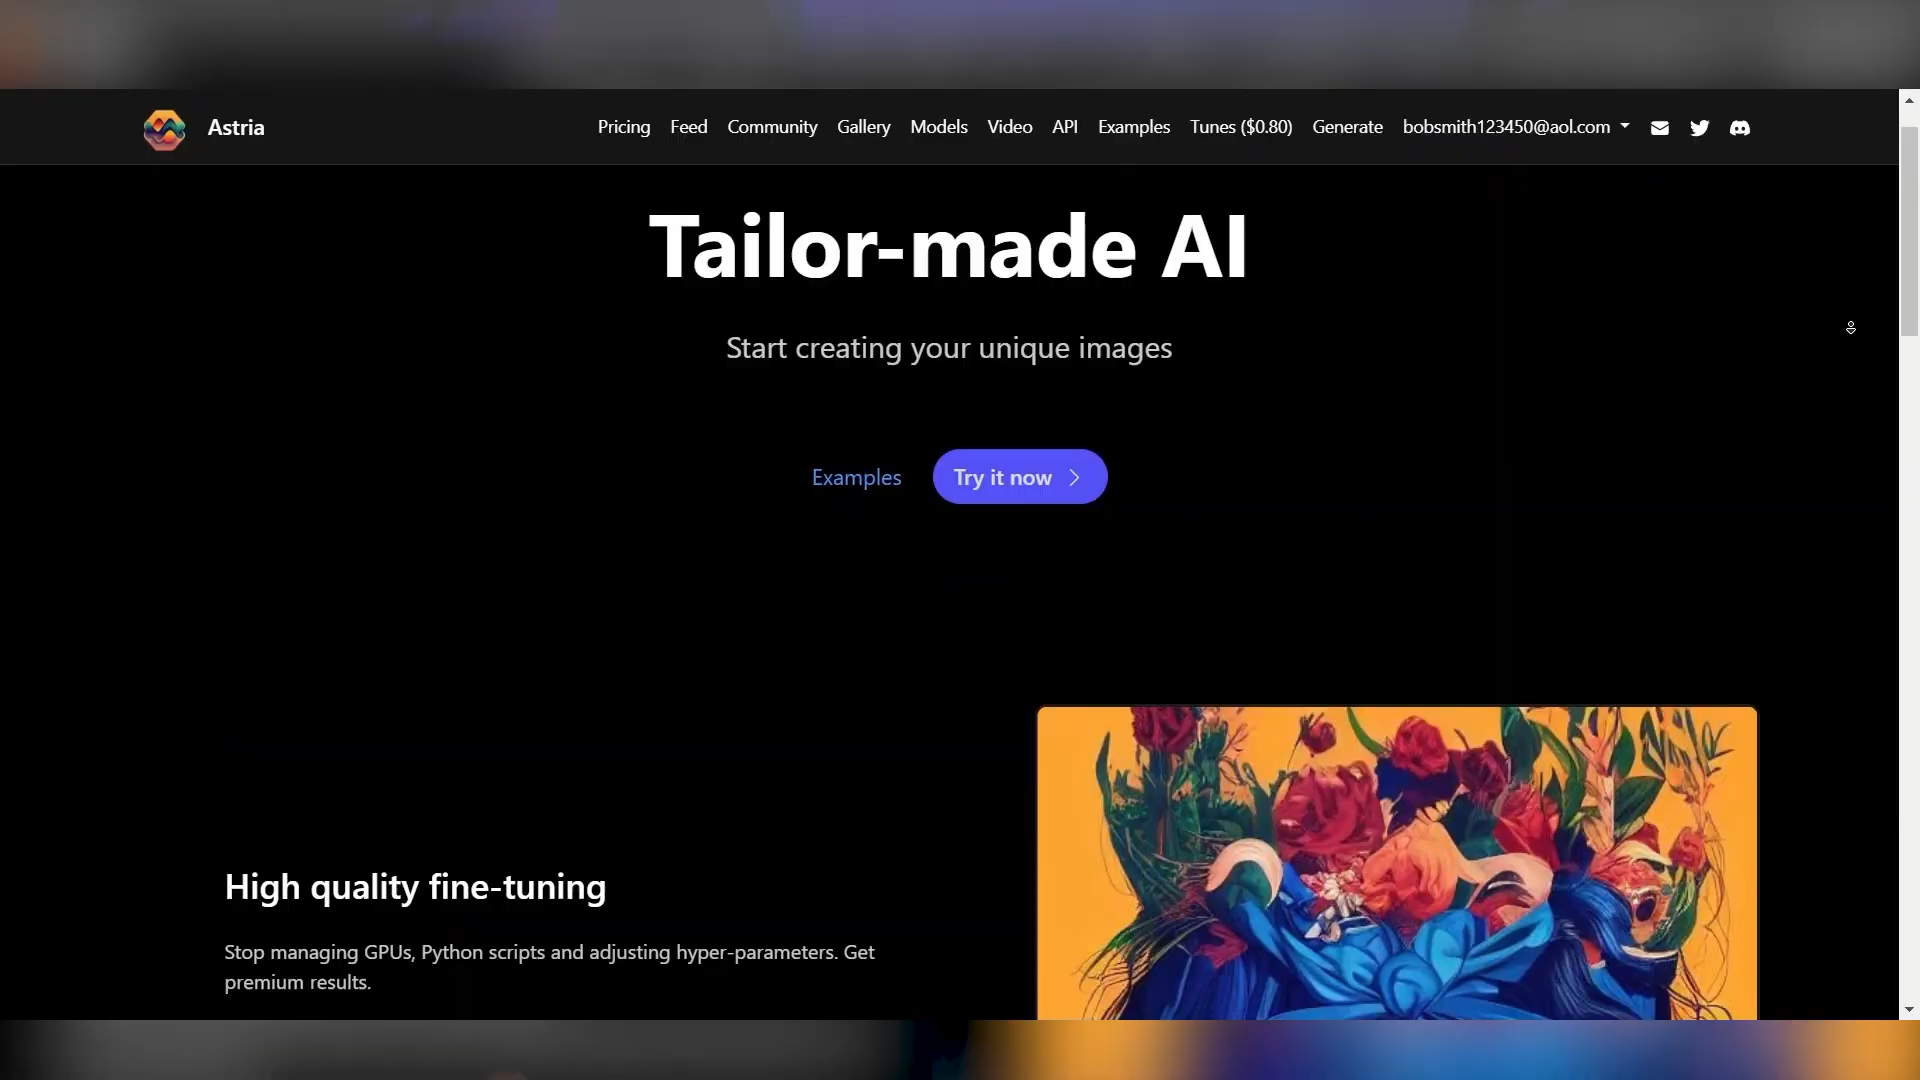 Astria
Pricing Feed Community Gallery Models Video API Examples Tunes ($0.80) Generate bobsmith123450@aol.com
Tailor-made AI
Start creating your unique images
Examples
Try it now
High quality fine-tuning
Stop managing GPUs, Python scripts and adjusting hyper-parameters. Get
premium results.